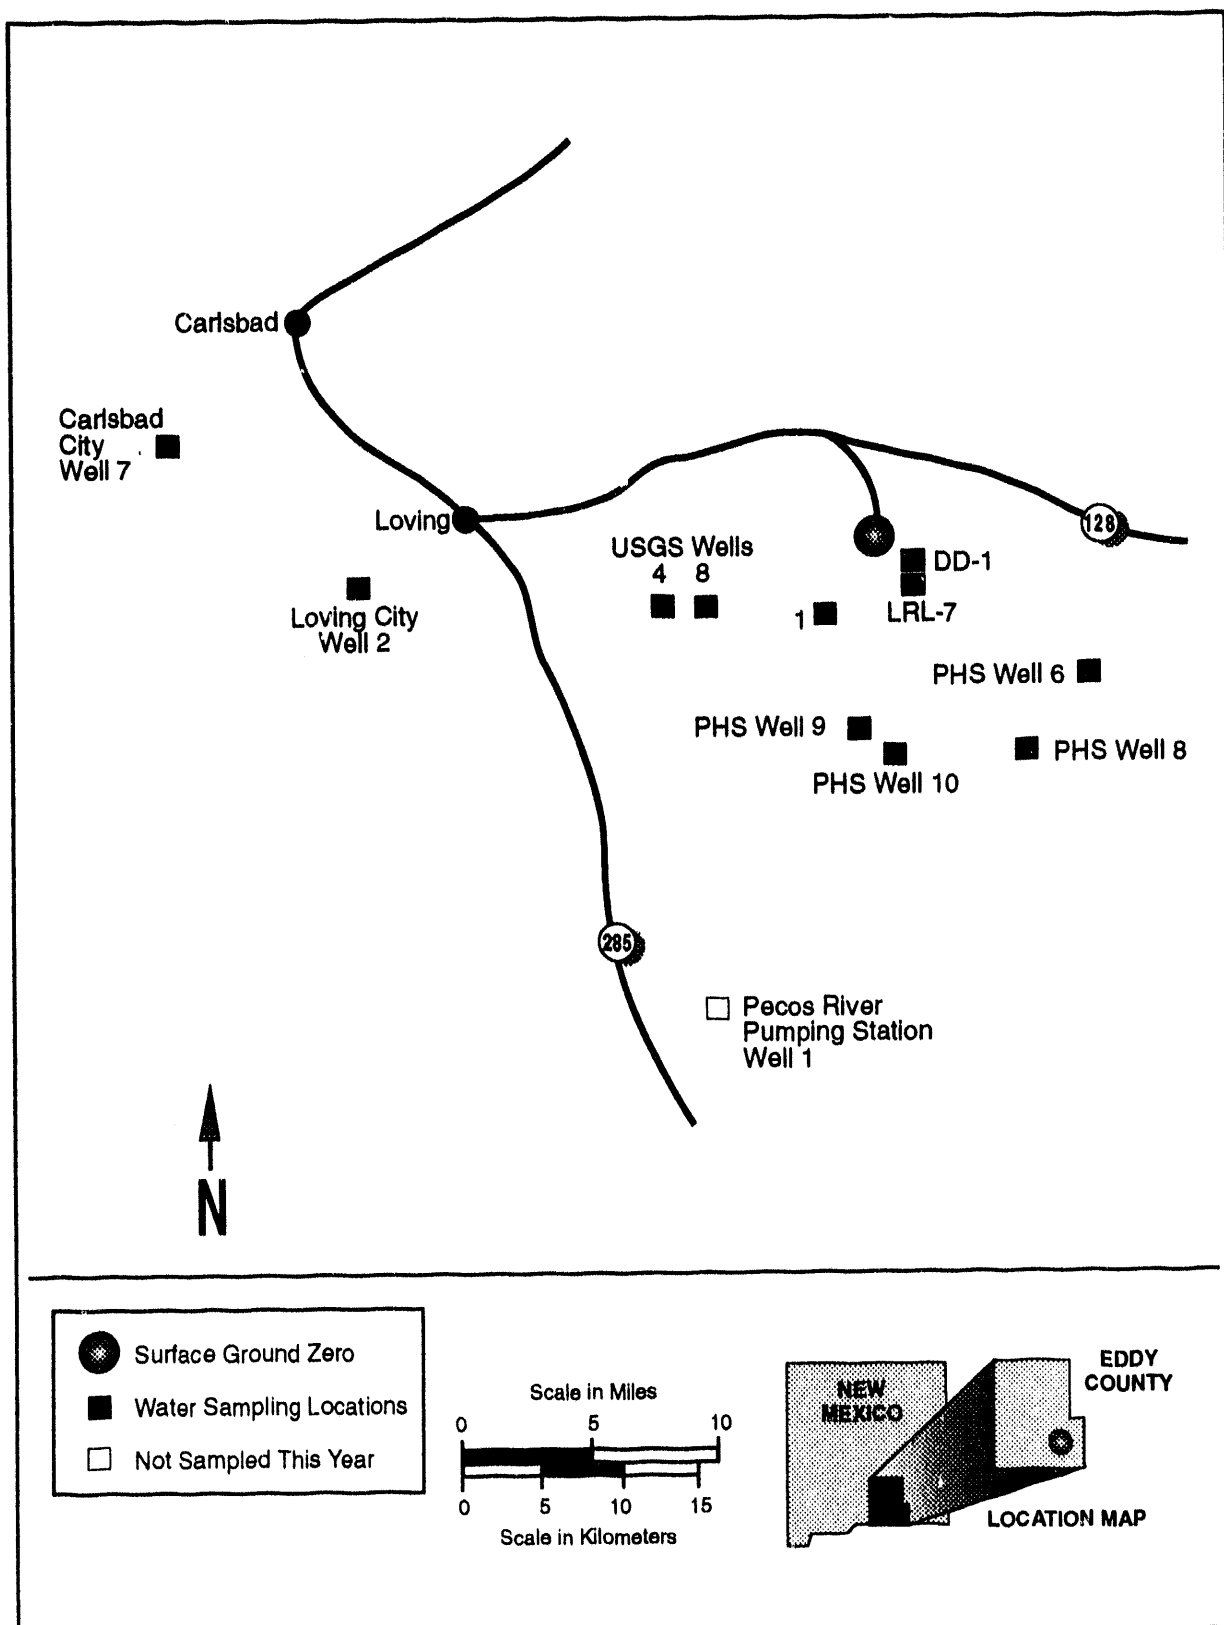 Carlsbad
Carlsbad
City
Well 7
Loving
128
USGS Wells
4 8
DD-1
1
LRL-7
Loving City
Well 2
PHS Well 6
PHS Well 9
PHS Well 8
PHS Well 10
285
Pecos River
Pumping Station
Well 1
N
Surface Ground Zero
Water Sampling Locations
Not Sampled This Year
Scale in Miles
0 5 10
0 5 10 15
Scale in Kilometers
NEW
MEXICO
EDDY
COUNTY
LOCATION MAP